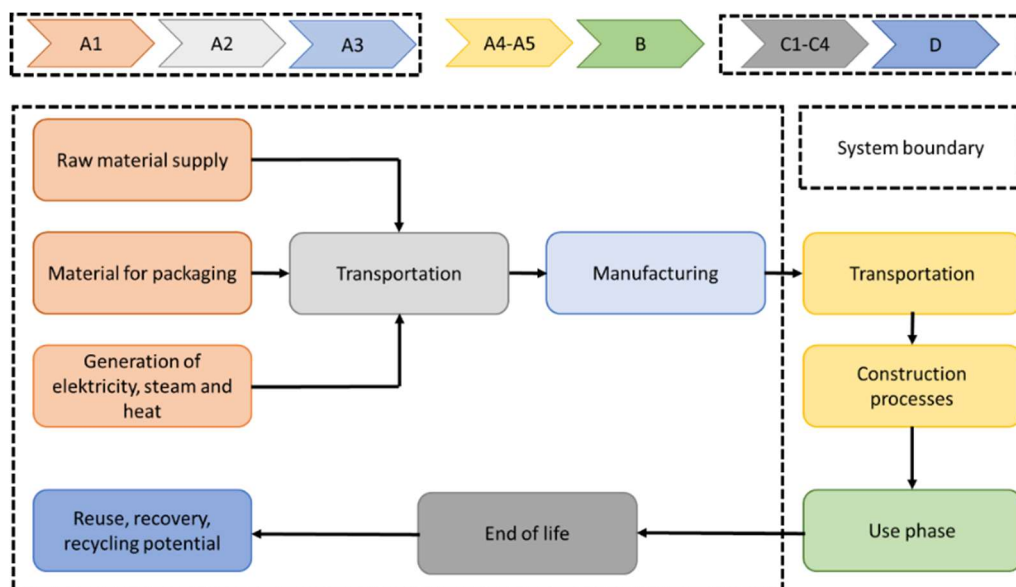 A1
A2
A3
A4-A5
B
C1-C4
D
Raw material supply
System boundary
Material for packaging
Transportation
Manufacturing
Transportation
Generation of
elektricity, steam and
heat
Construction
processes
Reuse, recovery,
recycling potential
End of life
Use phase